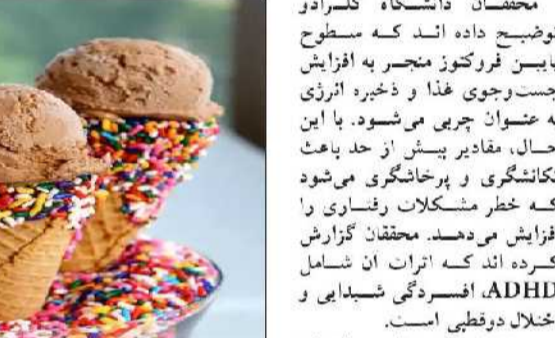 محققان دانشگاه کلرادو
توضیح داده اند که سطوح
پایین فروکتوز منجر به افزایش
جست‌وجوی غذا و ذخیره انرژی
به عنوان چربی می‌شود. با این
حال، مقادیر بیش از حد باعث
تکانشگری و پرخاشگری می‌شود
که خطر مشکلات رفتاری را
افزایش می‌دهد. محققان گزارش
کرده اند که اثرات آن شامل
ADHD، افسردگی شیدایی و
اختلال دوقطبی است.